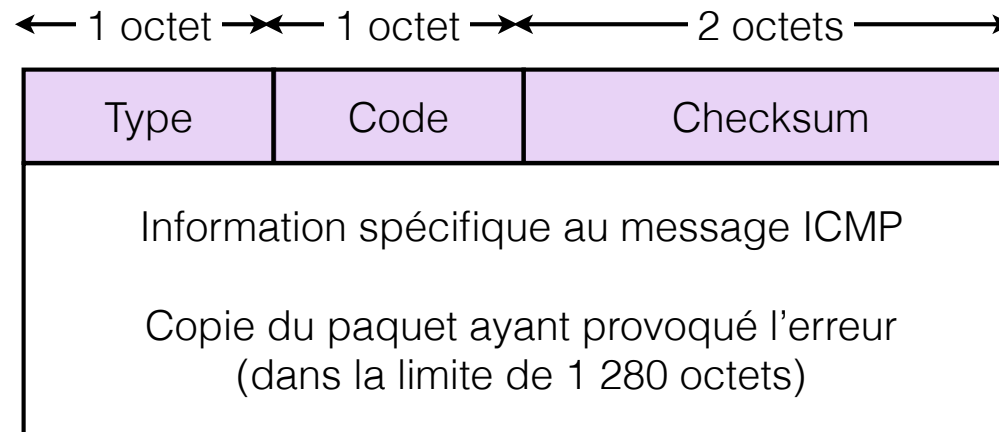 1 octet 1 octet 2 octets
Type Code Checksum
Information spécifique au message ICMP
Copie du paquet ayant provoqué l'erreur
(dans la limite de 1 280 octets)